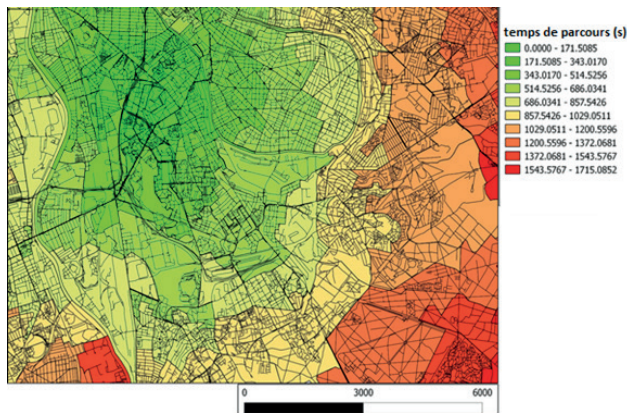 temps de parcours (s)
0.0000 - 171.5085
171.5085 - 343.0170
343.0170 - 514.5256
514.5256 - 686.0341
686.0341 - 857.5426
857.5426 - 1029.0511
1029.0511 - 1200.5596
1200.5596 - 1372.0681
1372.0681 - 1543.5767
1543.5767 - 1715.0852
0 3000 6000